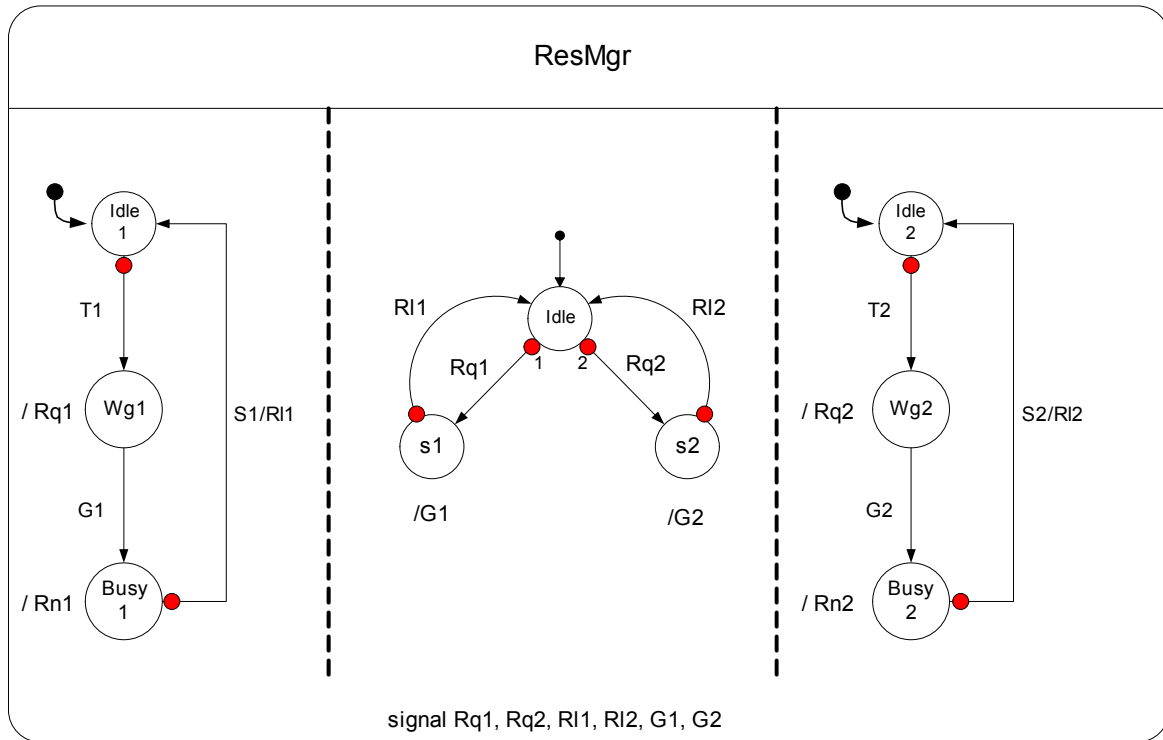 ResMgr
Idle
1
T1
/ Rq1
Wg1
S1/Rl1
G1
/ Rn1
Busy
1
Rl1
Idle
Rl2
Rq1
1
2
Rq2
s1
s2
/G1
/G2
Idle
2
T2
/ Rq2
Wg2
S2/Rl2
G2
/ Rn2
Busy
2
signal Rq1, Rq2, Rl1, Rl2, G1, G2